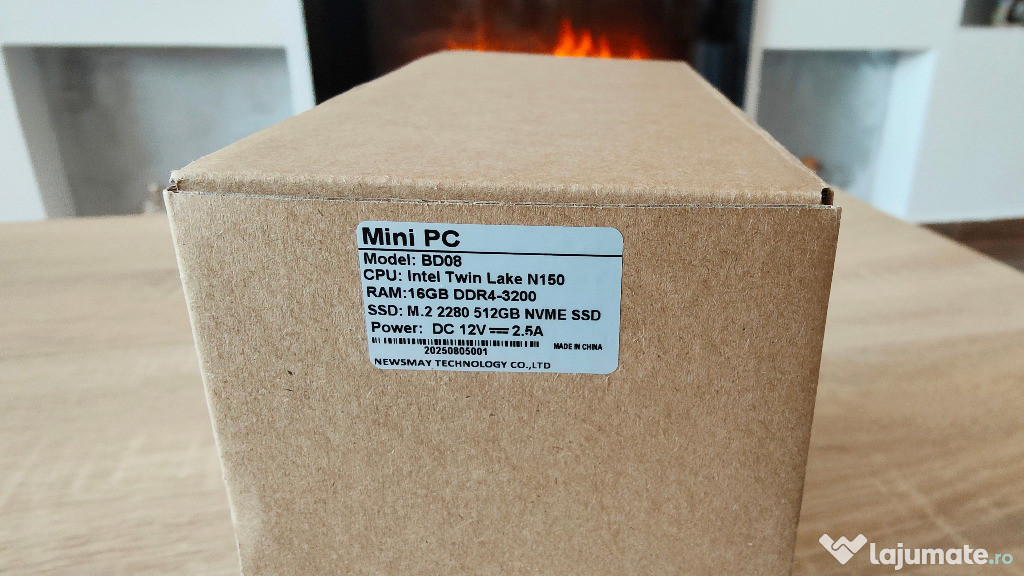 Mini PC
Model: BD08
CPU: Intel Twin Lake N150
RAM:16GB DDR4-3200
SSD: M.2 2280 512GB NVME SSD
Power: DC 12V⎓2.5A
20250805001 MADE IN CHINA
NEWSMAY TECHNOLOGY CO.,LTD
lajumate.ro